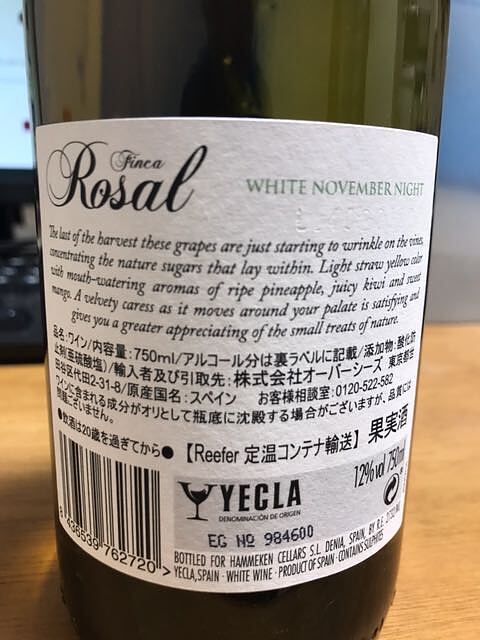 Finca
Rosal
WHITE NOVEMBER NIGHT
The last of the harvest these grapes are just starting to wrinkle on the vines,
concentrating the nature sugars that lay within. Light straw yellow color
with mouth-watering aromas of ripe pineapple, juicy kiwi and sweet
mango. A velvety caress as it moves around your palate is satisfying and
gives you a greater appreciating of the small treats of nature.
品名:ワイン/内容量:750ml/アルコール分は裏ラベルに記載/添加物:酸化防
止剤(亜硫酸塩)/輸入者及び引取先:株式会社オーバーシーズ 東京都世
田谷区代田2-31-8/原産国名:スペイン お客様相談室:0120-522-582
ワインに含まれる成分がオリとして瓶底に沈殿する場合がございますが、品質には
問題ございません。
●飲酒は20歳を過ぎてから●
【Reefer 定温コンテナ輸送】
果実酒
12%vol 750ml
YECLA
DENOMINACIÓN DE ORIGEN
EG Nº 984600
8 436539 762720 >
BOTTLED FOR HAMMEKEN CELLARS S.L. DENIA, SPAIN, BY R.E.
YECLA, SPAIN · WHITE WINE · PRODUCT OF SPAIN · CONTAINS SULPHITES